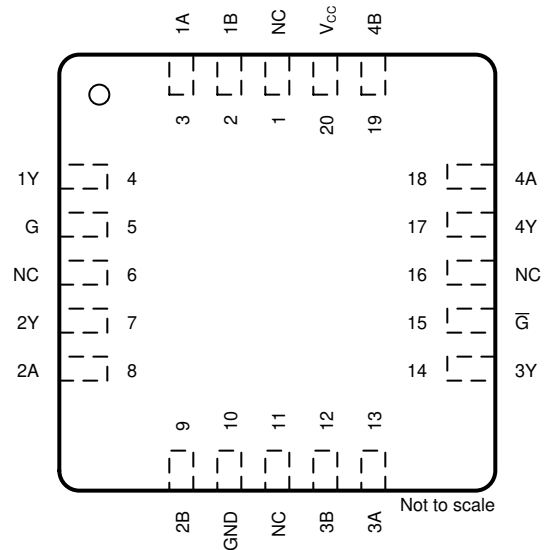 1A 1B NC VCC 4B
3 2 1 20 19
1Y 4 18 4A
G 5 17 4Y
NC 6 16 NC
2Y 7 15 G̅
2A 8 14 3Y
9 10 11 12 13
Not to scale
2B GND NC 3B 3A